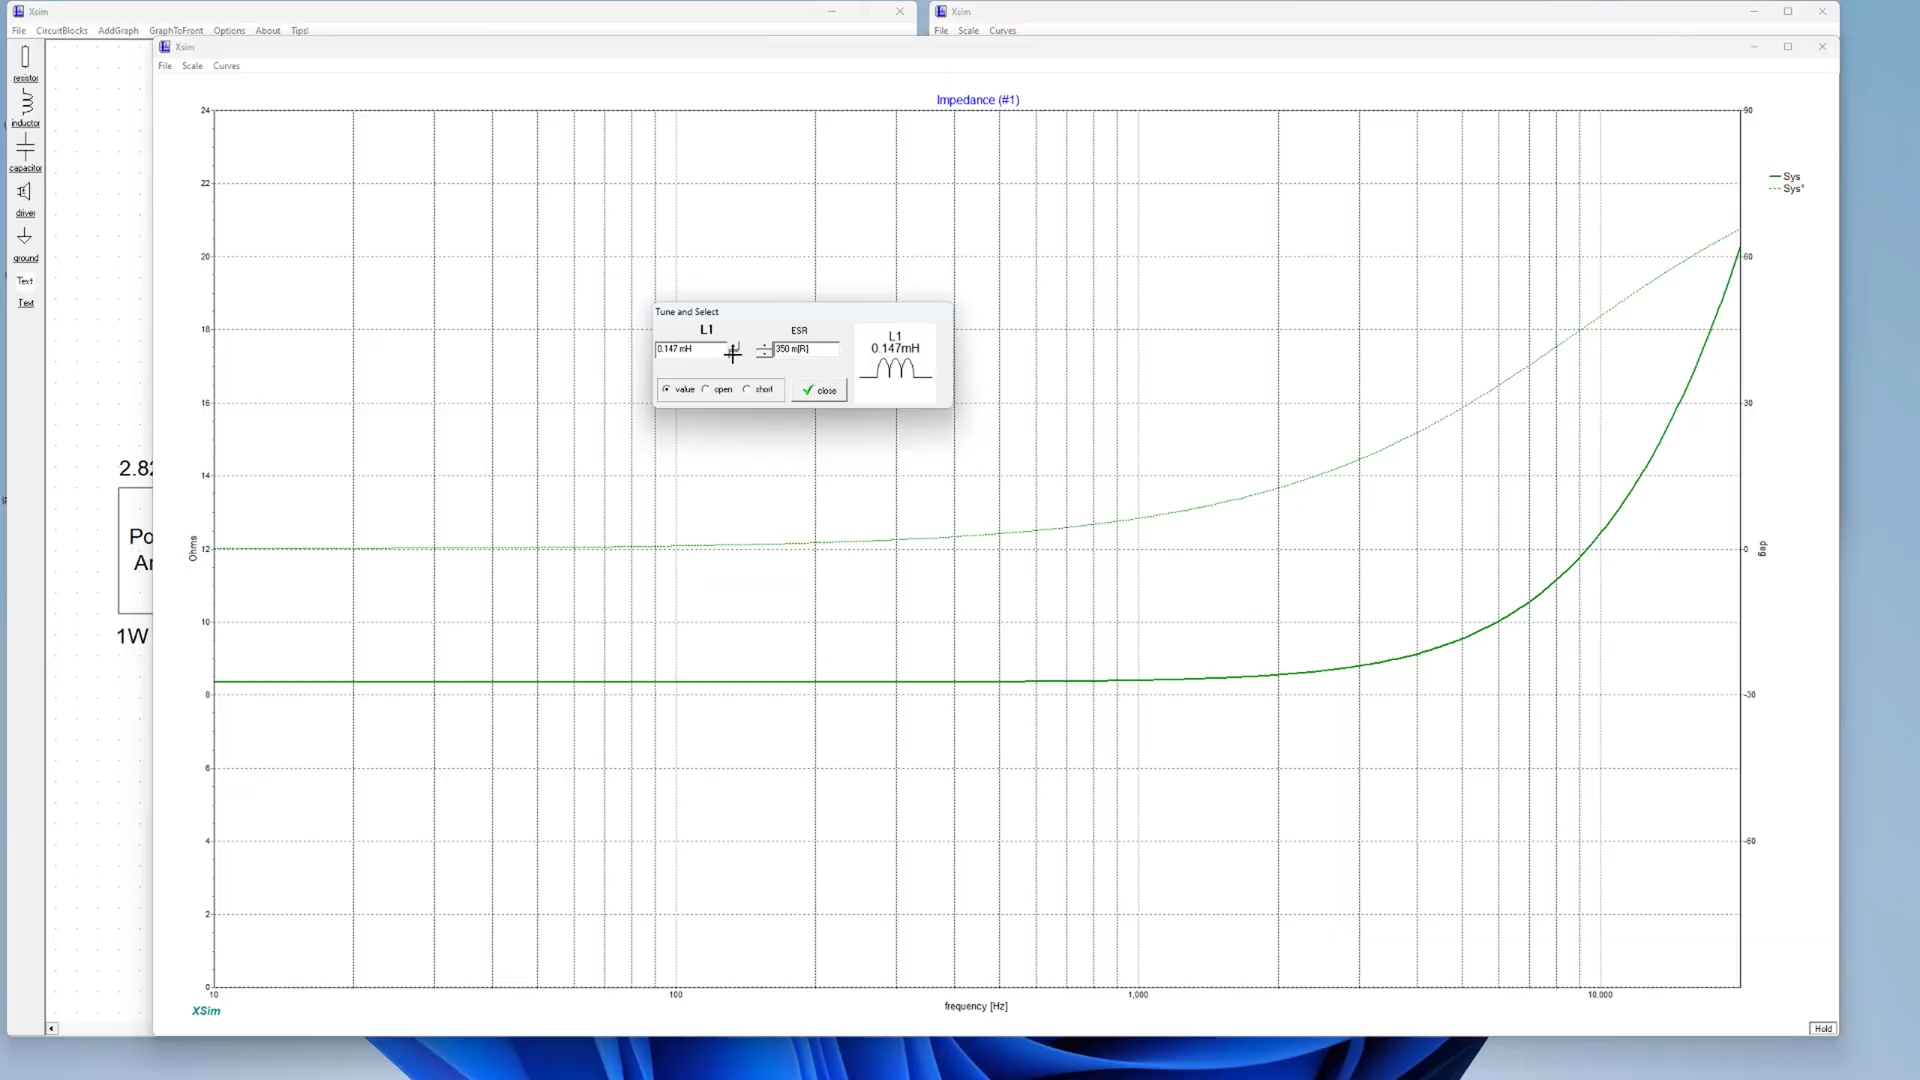 Xsim
Xsim
File CircuitBlocks AddGraph GraphToFront Options About Tips!
File Scale Curves
Xsim
File Scale Curves
resistor
inductor
capacitor
driver
ground
Text
Text
2.82
Po
1W
Impedance (#1)
24
22
20
18
16
14
12
10
8
6
4
2
0
Ohms
90
60
30
0
-30
-60
deg
Sys
Sys°
Tune and Select
L1
ESR
0.147 mH
350 m[R]
value open short
close
L1
0.147mH
10
100
1,000
10,000
frequency [Hz]
XSim
Hold